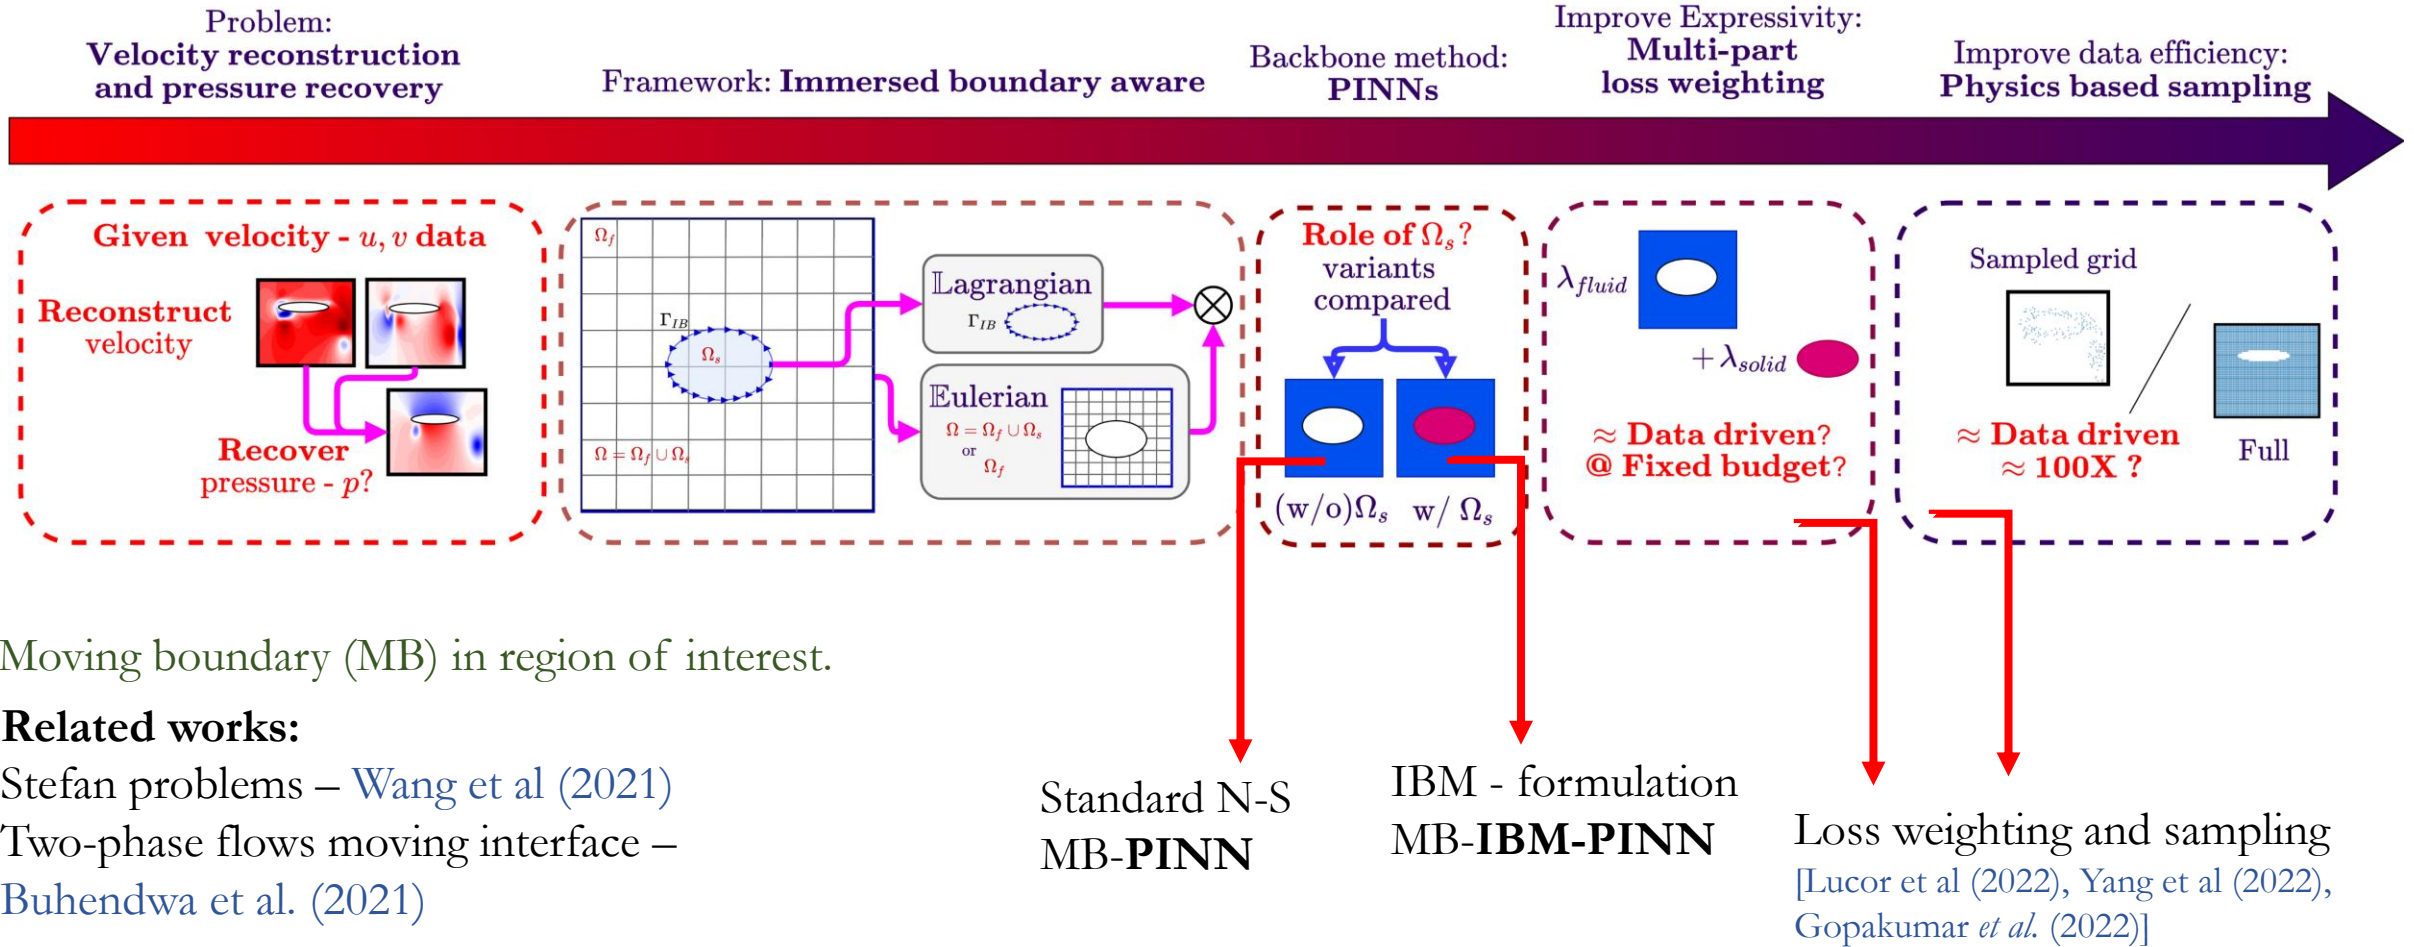 Problem:
Velocity reconstruction
and pressure recovery
Framework: Immersed boundary aware
Backbone method:
PINNs
Improve Expressivity:
Multi-part
loss weighting
Improve data efficiency:
Physics based sampling
Given velocity - u, v data
Reconstruct
velocity
Recover
pressure - p?
Ω_f
Γ_IB
Ω_s
Ω = Ω_f ∪ Ω_s
𝕃agrangian
Γ_IB
𝔼ulerian
Ω = Ω_f ∪ Ω_s
or
Ω_f
Role of Ω_s?
variants
compared
(w/o)Ω_s w/ Ω_s
λ_fluid
+ λ_solid
≈ Data driven?
@ Fixed budget?
Sampled grid
≈ Data driven
≈ 100X ?
Full
Moving boundary (MB) in region of interest.
Related works:
Stefan problems – Wang et al (2021)
Two-phase flows moving interface –
Buhendwa et al. (2021)
Standard N-S
MB-PINN
IBM - formulation
MB-IBM-PINN
Loss weighting and sampling
[Lucor et al (2022), Yang et al (2022),
Gopakumar et al. (2022)]